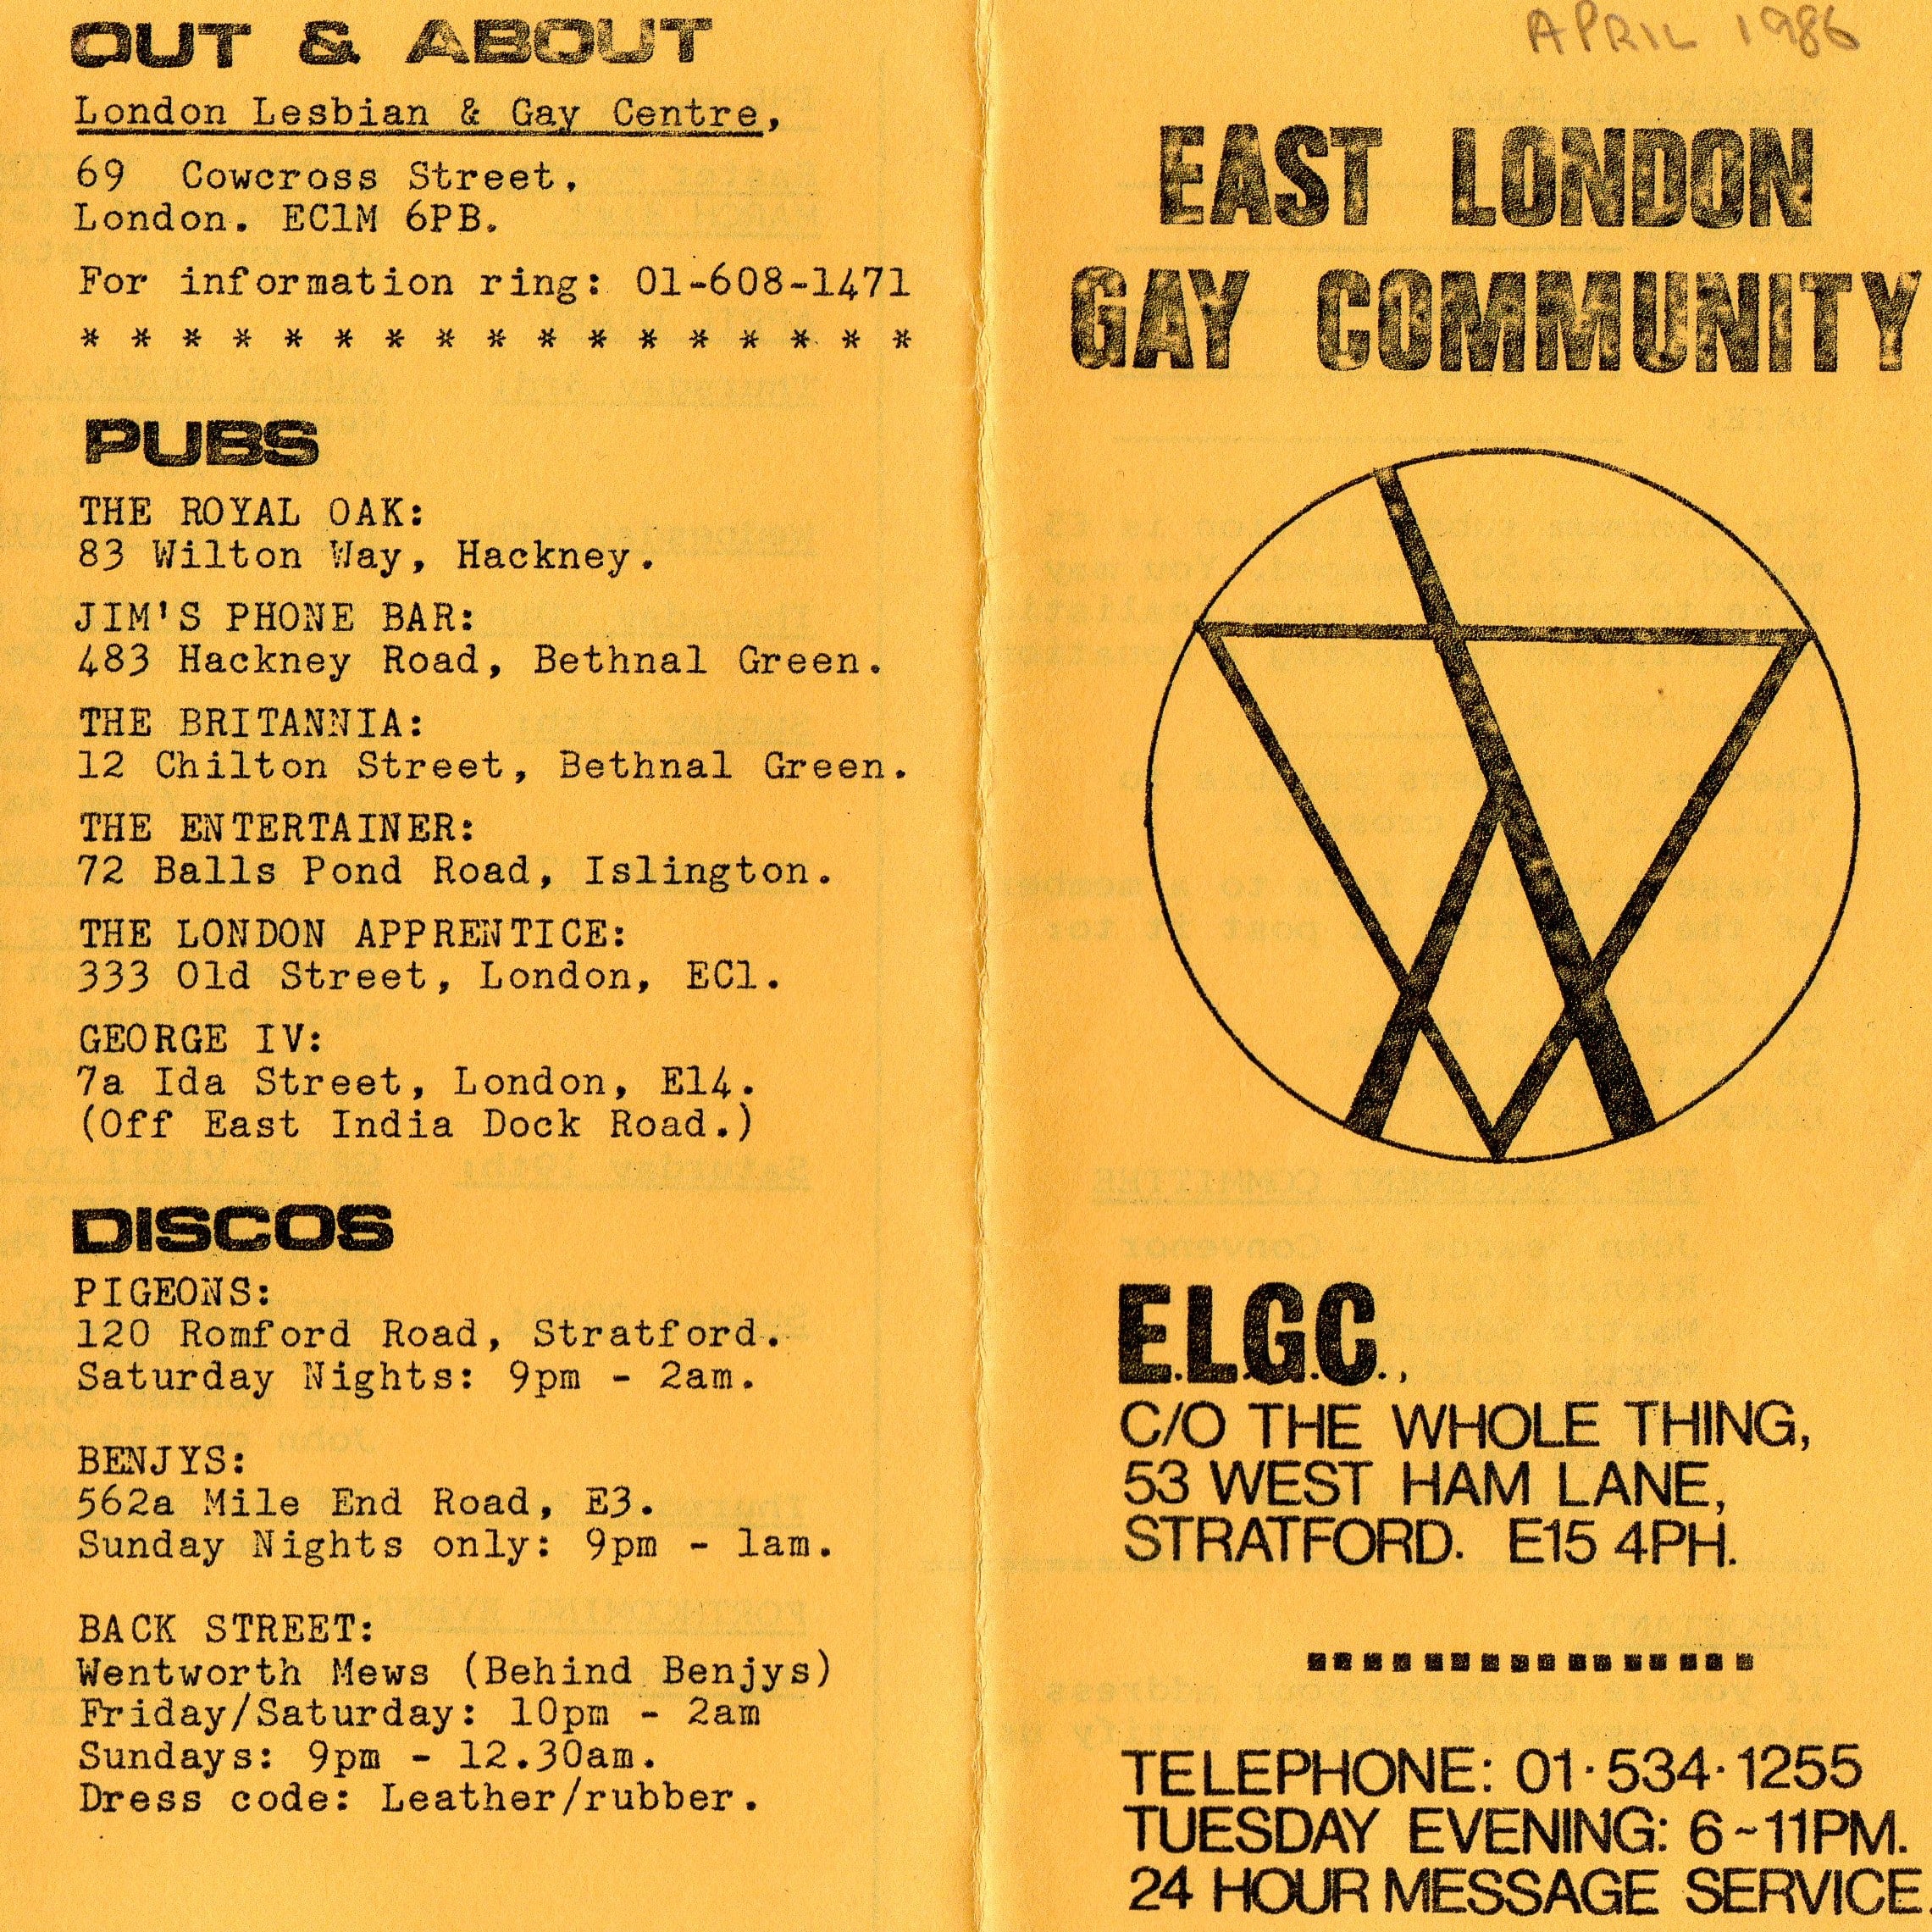 OUT & ABOUT
London Lesbian & Gay Centre,
69 Cowcross Street.
London. EC1M 6PB.
For information ring: 01-608-1471
* * * * * * * * * * * * * * * * *
PUBS
THE ROYAL OAK:
83 Wilton Way, Hackney.
JIM'S PHONE BAR:
483 Hackney Road, Bethnal Green.
THE BRITANNIA:
12 Chilton Street, Bethnal Green.
THE ENTERTAINER:
72 Balls Pond Road, Islington.
THE LONDON APPRENTICE:
333 Old Street, London, EC1.
GEORGE IV:
7a Ida Street, London, E14.
(Off East India Dock Road.)
DISCOS
PIGEONS:
120 Romford Road, Stratford.
Saturday Nights: 9pm - 2am.
BENJYS:
562a Mile End Road, E3.
Sunday Nights only: 9pm - 1am.
BACK STREET:
Wentworth Mews (Behind Benjys)
Friday/Saturday: 10pm - 2am
Sundays: 9pm - 12.30am.
Dress code: Leather/rubber.
APRIL 1986
EAST LONDON
GAY COMMUNITY
E.L.G.C.,
C/O THE WHOLE THING,
53 WEST HAM LANE,
STRATFORD. E15 4PH.
TELEPHONE: 01·534·1255
TUESDAY EVENING: 6~11PM.
24 HOUR MESSAGE SERVICE.